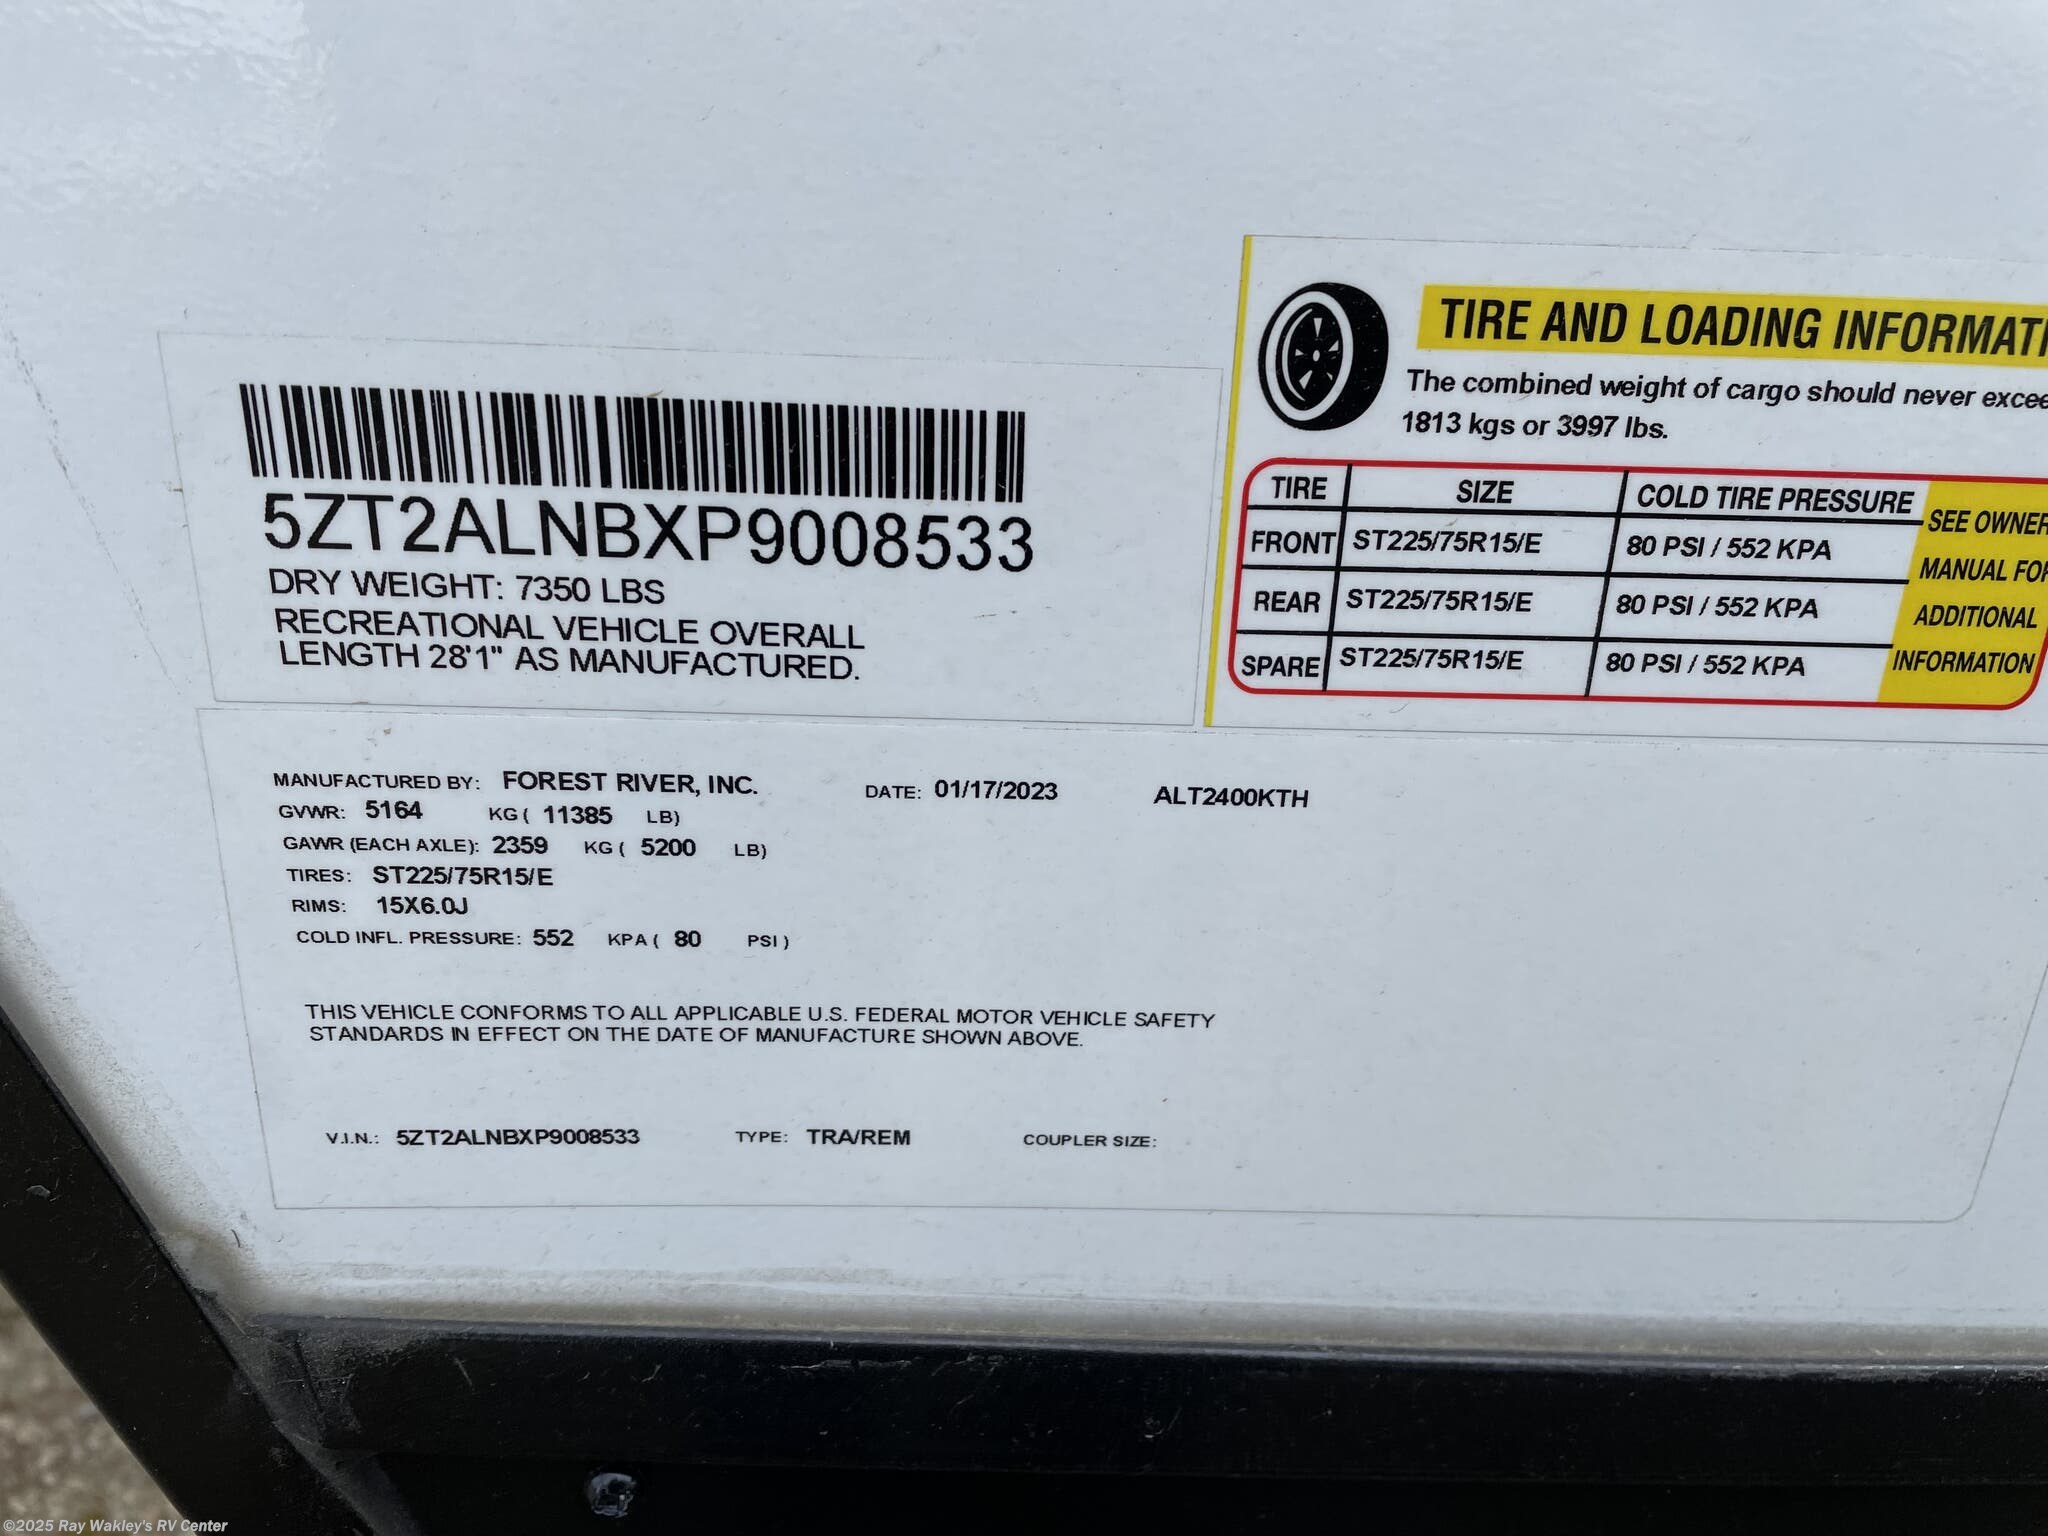 5ZT2ALNBXP9008533
DRY WEIGHT: 7350 LBS
RECREATIONAL VEHICLE OVERALL
LENGTH 28'1" AS MANUFACTURED.
TIRE AND LOADING
The combined weight of cargo should never
1813 kgs or 3997 lbs.
TIRE SIZE COLD TIRE PRESSURE
FRONT ST225/75R15/E 80 PSI / 552 KPA
REAR ST225/75R15/E 80 PSI / 552 KPA
SPARE ST225/75R15/E 80 PSI / 552 KPA
SEE
MANUAL
ADDITIONAL
INFORMATION
MANUFACTURED BY: FOREST RIVER, INC. DATE: 01/17/2023 ALT2400KTH
GVWR: 5164 KG ( 11385 LB)
GAWR (EACH AXLE): 2359 KG ( 5200 LB)
TIRES: ST225/75R15/E
RIMS: 15X6.0J
COLD INFL. PRESSURE: 552 KPA ( 80 PSI )
THIS VEHICLE CONFORMS TO ALL APPLICABLE U.S. FEDERAL MOTOR VEHICLE SAFETY
STANDARDS IN EFFECT ON THE DATE OF MANUFACTURE SHOWN ABOVE.
V.I.N.: 5ZT2ALNBXP9008533 TYPE: TRA/REM COUPLER SIZE:
©2025 Ray Wakley's RV Center